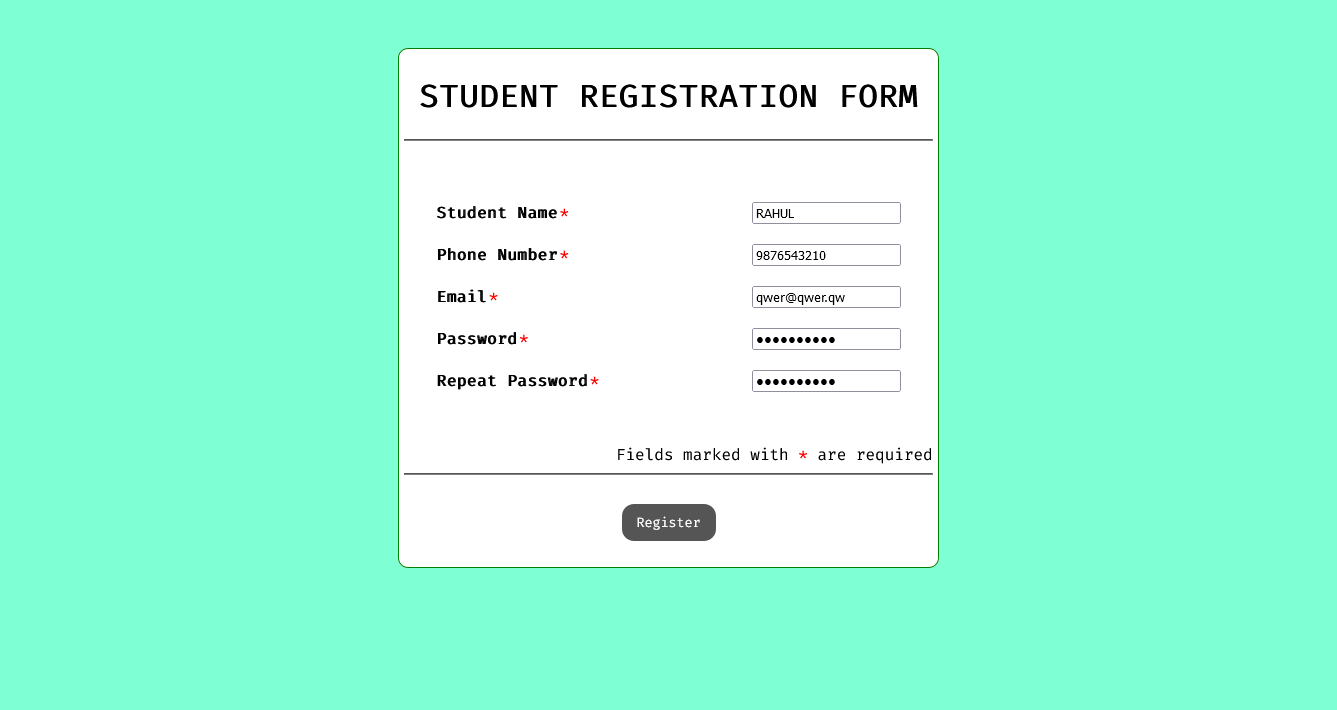 STUDENT REGISTRATION FORM
Student Name* RAHUL
Phone Number* 9876543210
Email* qwer@qwer.qw
Password* ••••••••••
Repeat Password* ••••••••••
Fields marked with * are required
Register